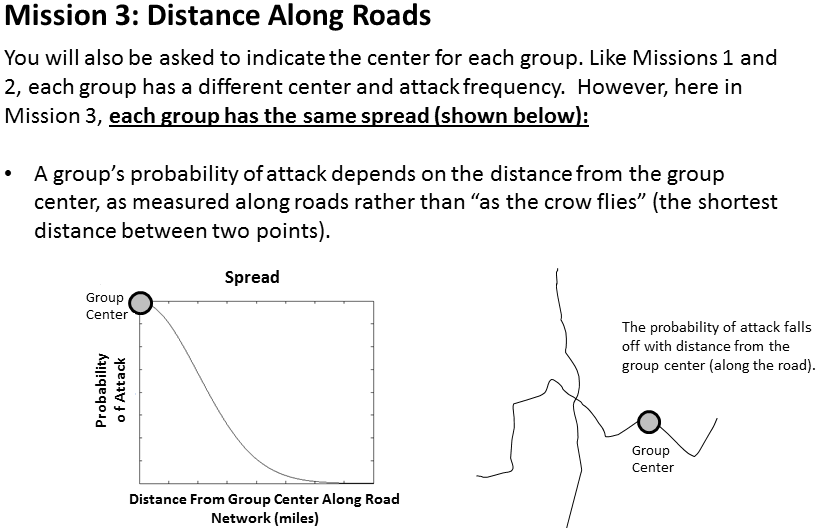 Mission 3: Distance Along Roads
You will also be asked to indicate the center for each group. Like Missions 1 and
2, each group has a different center and attack frequency.  However, here in
Mission 3, each group has the same spread (shown below):
• A group’s probability of attack depends on the distance from the group
center, as measured along roads rather than “as the crow flies” (the shortest
distance between two points).
Spread
Group
Center
Probability
of Attack
Distance From Group Center Along Road
Network (miles)
The probability of attack falls
off with distance from the
group center (along the road).
Group
Center